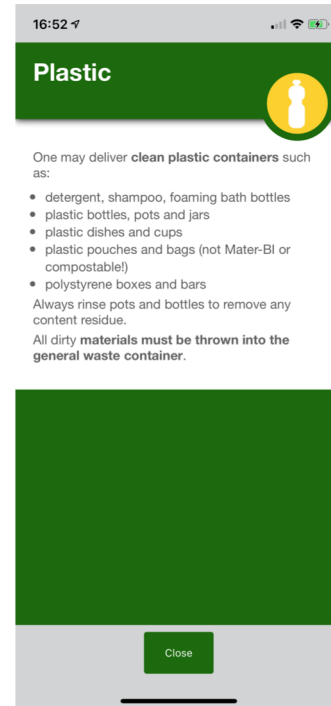 16:52
Plastic
One may deliver clean plastic containers such
as:
• detergent, shampoo, foaming bath bottles
• plastic bottles, pots and jars
• plastic dishes and cups
• plastic pouches and bags (not Mater-BI or
compostable!)
• polystyrene boxes and bars
Always rinse pots and bottles to remove any
content residue.
All dirty materials must be thrown into the
general waste container.
Close